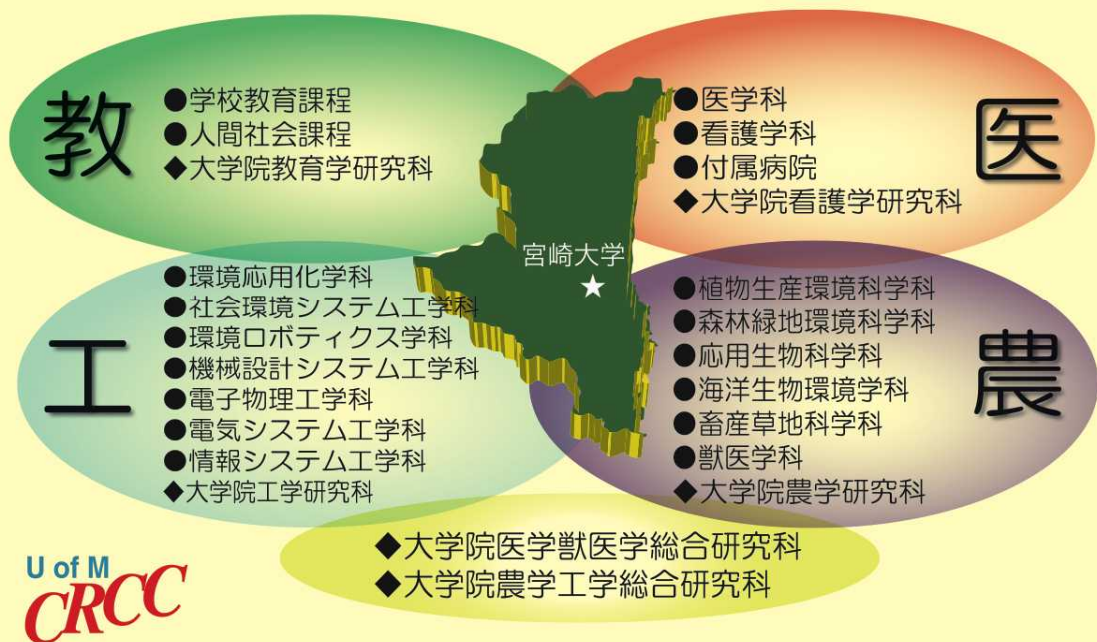 教
●学校教育課程
●人間社会課程
◆大学院教育学研究科
医
●医学科
●看護学科
●付属病院
◆大学院看護学研究科
宮崎大学
工
●環境応用化学科
●社会環境システム工学科
●環境ロボティクス学科
●機械設計システム工学科
●電子物理工学科
●電気システム工学科
●情報システム工学科
◆大学院工学研究科
農
●植物生産環境科学科
●森林緑地環境科学科
●応用生物科学科
●海洋生物環境学科
●畜産草地科学科
●獣医学科
◆大学院農学研究科
◆大学院医学獣医学総合研究科
◆大学院農学工学総合研究科
U of M
CRCC